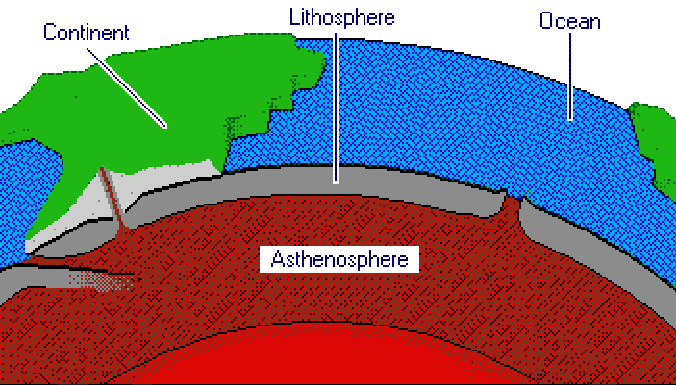 Lithosphere
Continent
Ocean
Asthenosphere